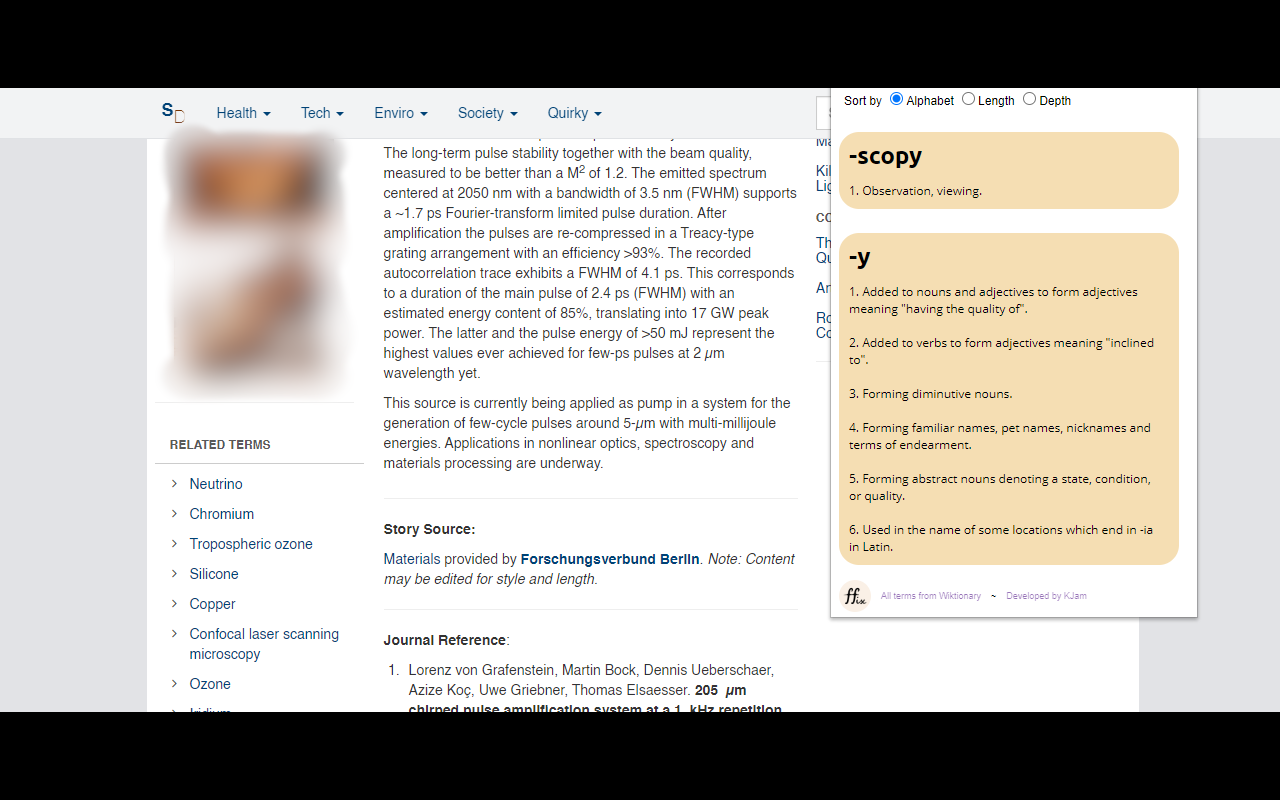 SD
Health
Tech
Enviro
Society
Quirky
Sort by Alphabet Length Depth
The long-term pulse stability together with the beam quality,
measured to be better than a M2 of 1.2. The emitted spectrum
centered at 2050 nm with a bandwidth of 3.5 nm (FWHM) supports
a ~1.7 ps Fourier-transform limited pulse duration. After
amplification the pulses are re-compressed in a Treacy-type
grating arrangement with an efficiency >93%. The recorded
autocorrelation trace exhibits a FWHM of 4.1 ps. This corresponds
to a duration of the main pulse of 2.4 ps (FWHM) with an
estimated energy content of 85%, translating into 17 GW peak
power. The latter and the pulse energy of >50 mJ represent the
highest values ever achieved for few-ps pulses at 2 µm
wavelength yet.
This source is currently being applied as pump in a system for the
generation of few-cycle pulses around 5-µm with multi-millijoule
energies. Applications in nonlinear optics, spectroscopy and
materials processing are underway.
Story Source:
Materials provided by Forschungsverbund Berlin. Note: Content
may be edited for style and length.
Journal Reference:
1. Lorenz von Grafenstein, Martin Bock, Dennis Ueberschaer,
Azize Koç, Uwe Griebner, Thomas Elsaesser. 205 µm
chirped pulse amplification system at a 1 kHz repetition
RELATED TERMS
Neutrino
Chromium
Tropospheric ozone
Silicone
Copper
Confocal laser scanning
microscopy
Ozone
Iridium
-scopy
1. Observation, viewing.
-y
1. Added to nouns and adjectives to form adjectives
meaning "having the quality of".
2. Added to verbs to form adjectives meaning "inclined
to".
3. Forming diminutive nouns.
4. Forming familiar names, pet names, nicknames and
terms of endearment.
5. Forming abstract nouns denoting a state, condition,
or quality.
6. Used in the name of some locations which end in -ia
in Latin.
ffix
All terms from Wiktionary ~ Developed by KJam